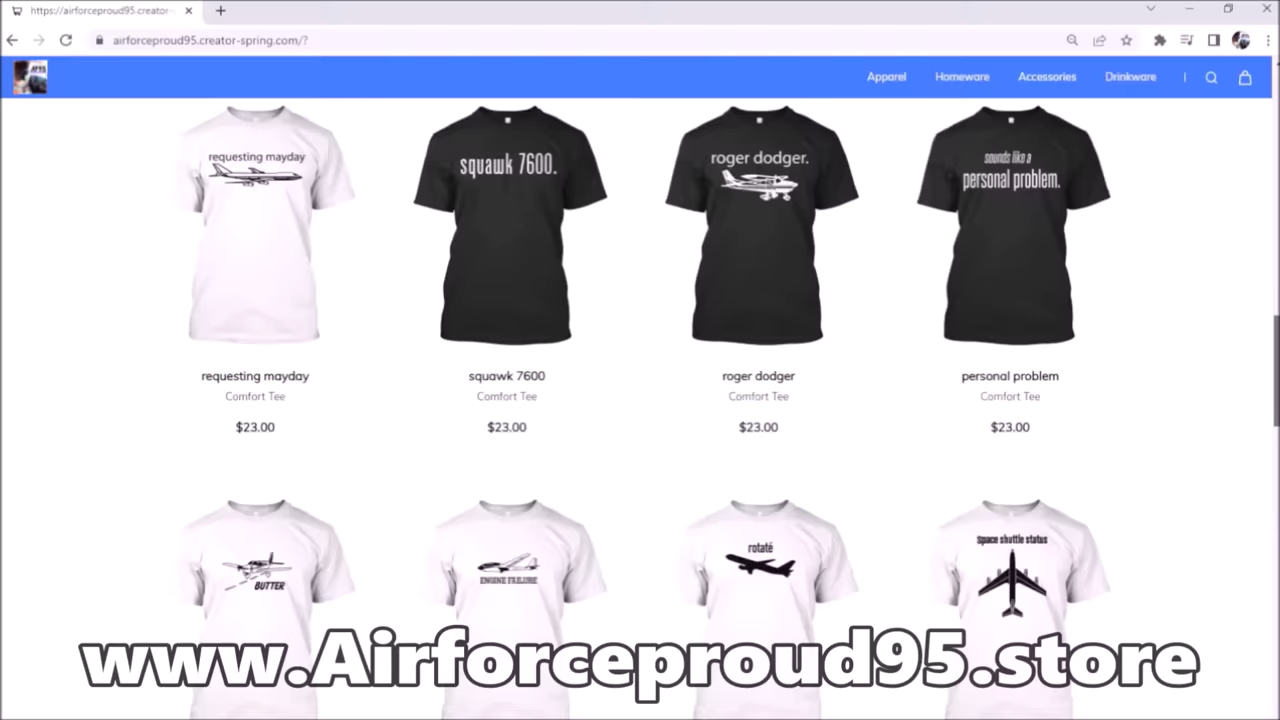 https://airforceproud95.creator-
airforceproud95.creator-spring.com/?
Apparel
Homeware
Accessories
Drinkware
requesting mayday
squawk 7600.
roger dodger.
sounds like a
personal problem.
requesting mayday
squawk 7600
roger dodger
personal problem
Comfort Tee
Comfort Tee
Comfort Tee
Comfort Tee
$23.00
$23.00
$23.00
$23.00
BUTTER
ENGINE FAILURE
rotate
Space shuttle status
www.Airforceproud95.store